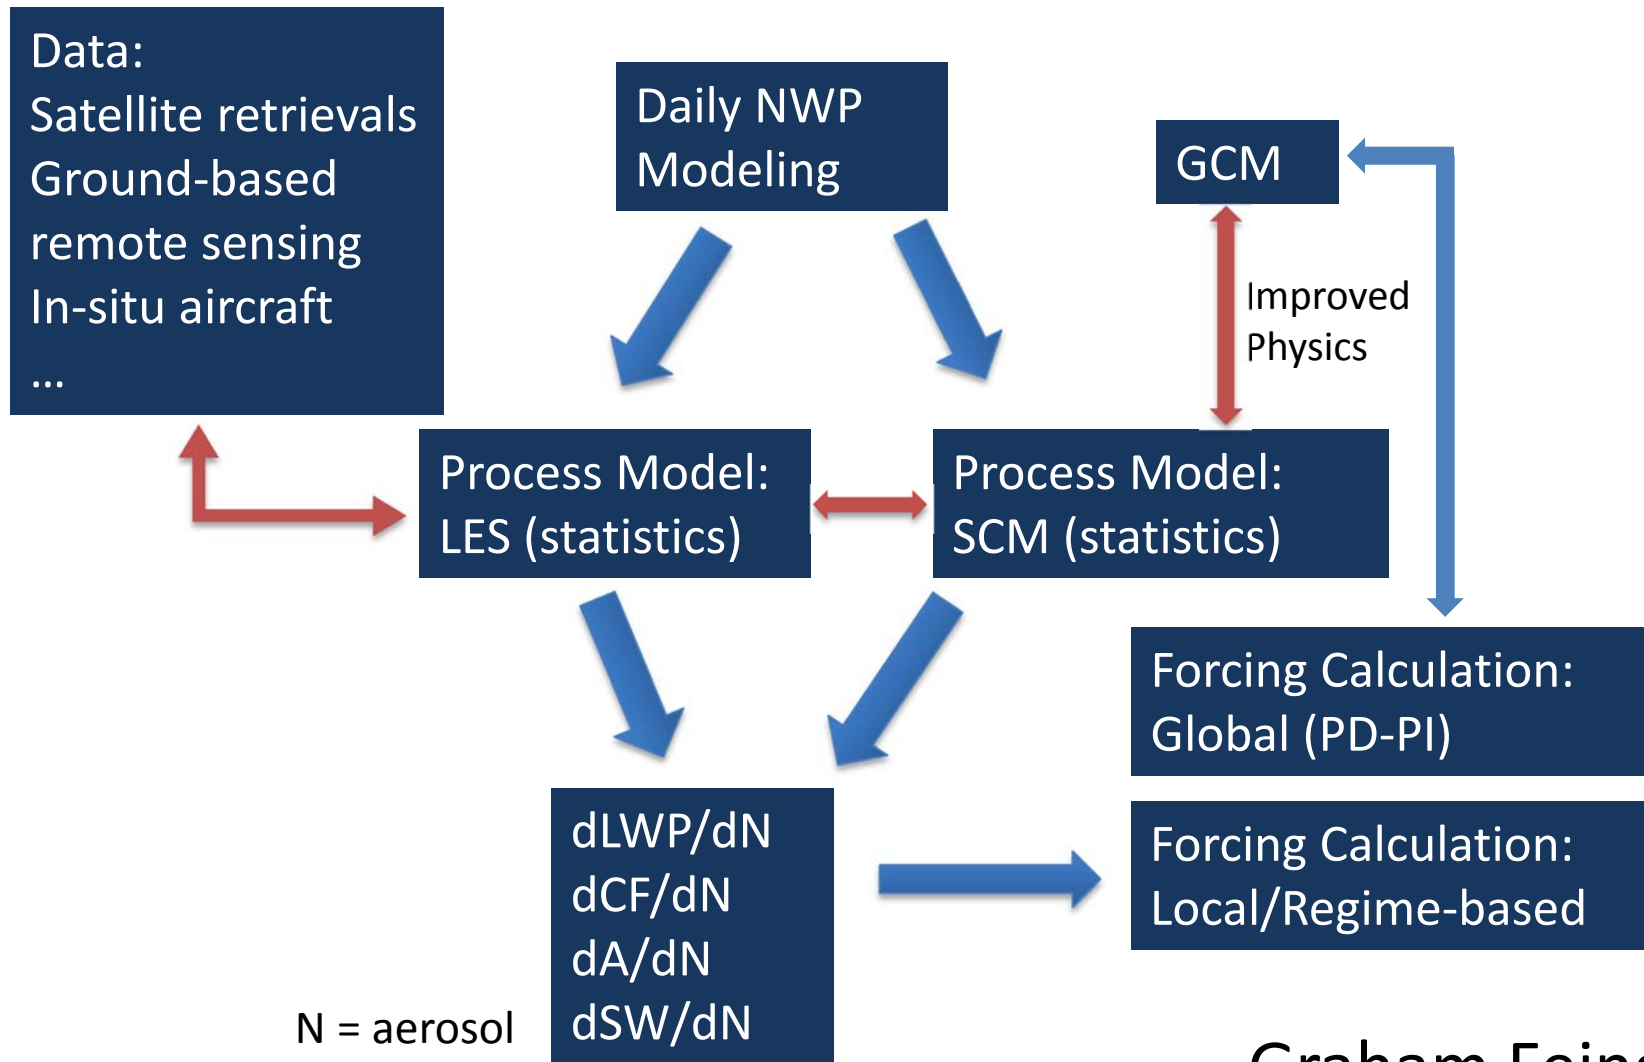 Data:
Satellite retrievals
Ground-based
remote sensing
In-situ aircraft
...
Daily NWP
Modeling
GCM
Improved
Physics
Process Model:
LES (statistics)
Process Model:
SCM (statistics)
Forcing Calculation:
Global (PD-PI)
dLWP/dN
dCF/dN
dA/dN
dSW/dN
Forcing Calculation:
Local/Regime-based
N = aerosol
Graham